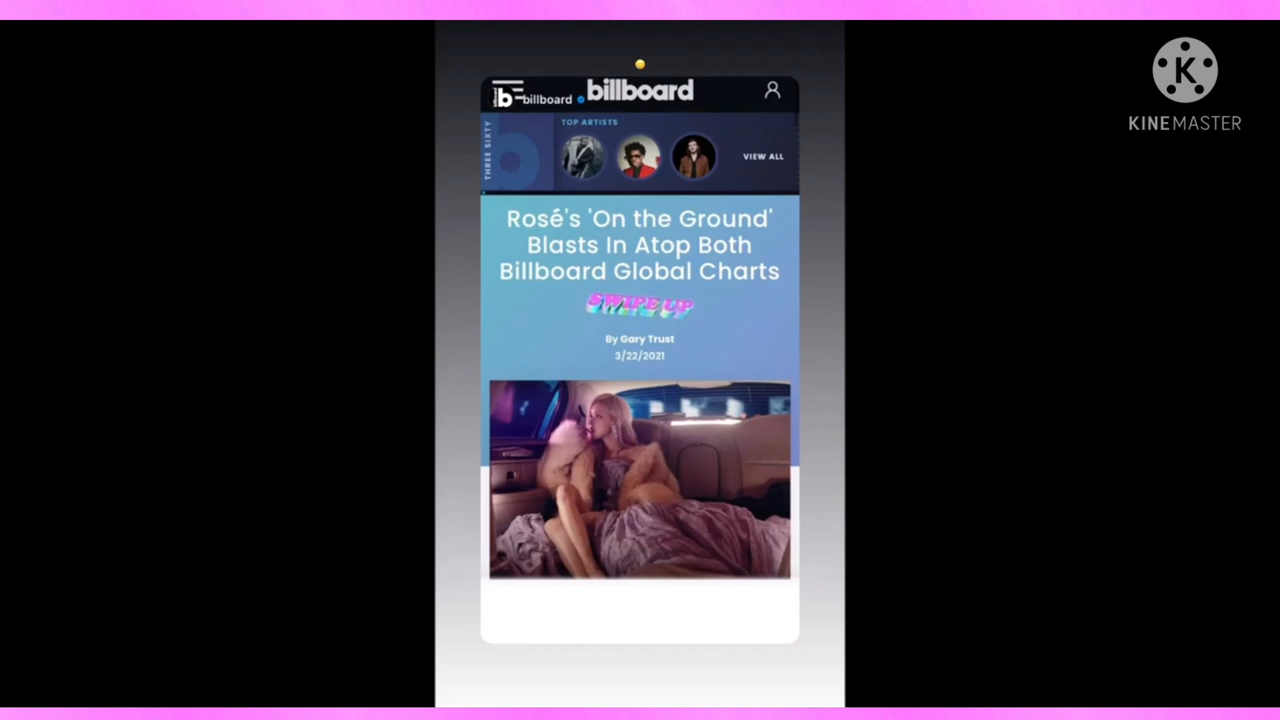 billboard
billboard
TOP ARTISTS
THREE SIXTY
VIEW ALL
Rosé's 'On the Ground'
Blasts In Atop Both
Billboard Global Charts
SWIPE UP
By Gary Trust
3/22/2021
K
KINEMASTER